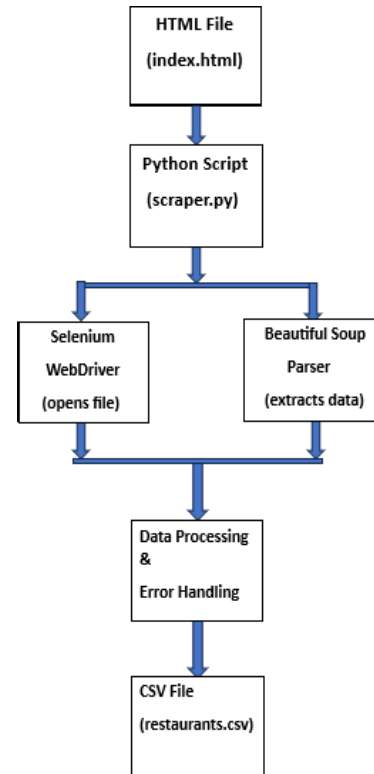 HTML File
(index.html)
Python Script
(scraper.py)
Selenium
WebDriver
(opens file)
Beautiful Soup
Parser
(extracts data)
Data Processing
&
Error Handling
CSV File
(restaurants.csv)